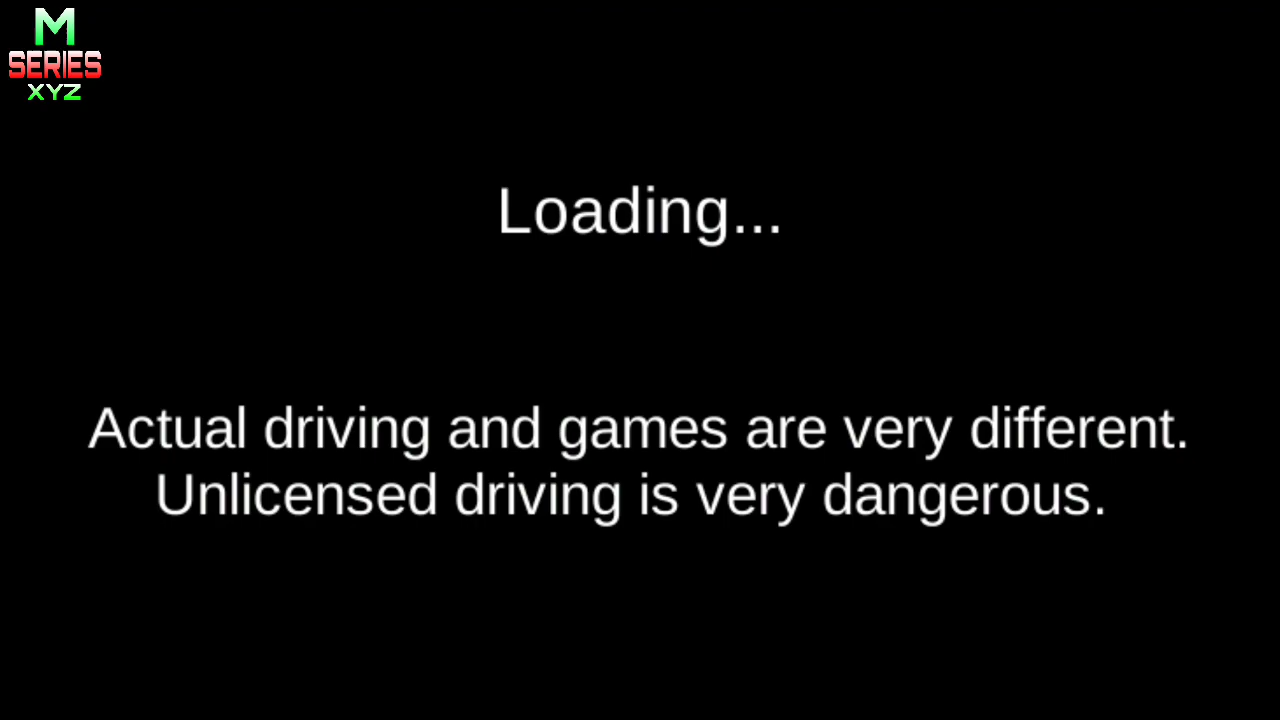 M
SERIES
XYZ
Loading...
Actual driving and games are very different.
Unlicensed driving is very dangerous.